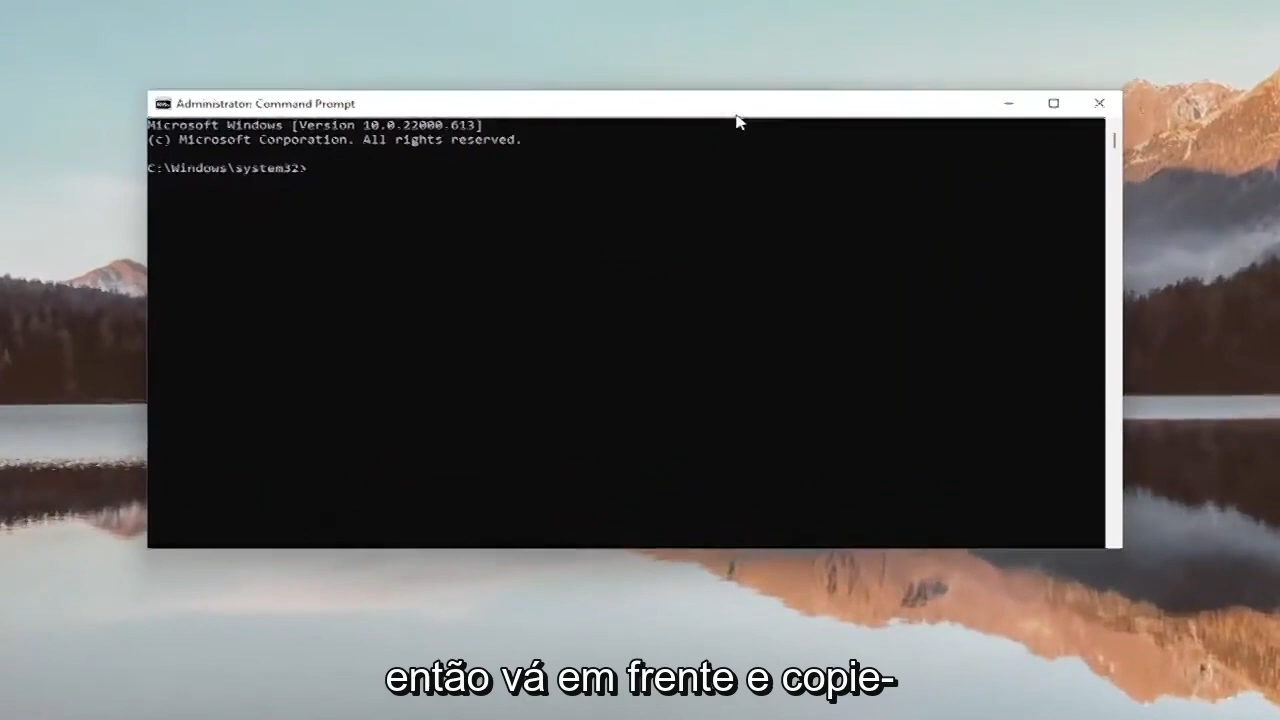 Administrator: Command Prompt
Microsoft Windows [Version 10.0.22000.613]
(c) Microsoft Corporation. All rights reserved.
C:\Windows\system32>
então vá em frente e copie-